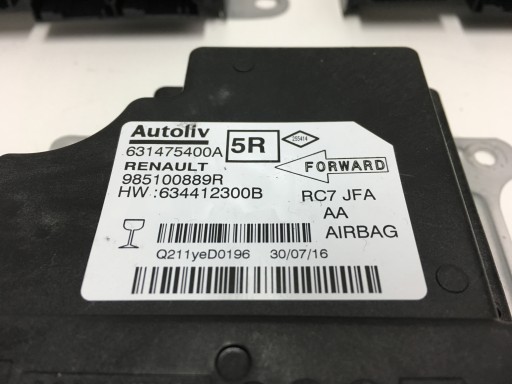 Autoliv
5R
631475400A
RENAULT
FORWARD
985100889R
HW :634412300B
RC7 JFA
AA
AIRBAG
Q211yeD0196 30/07/16